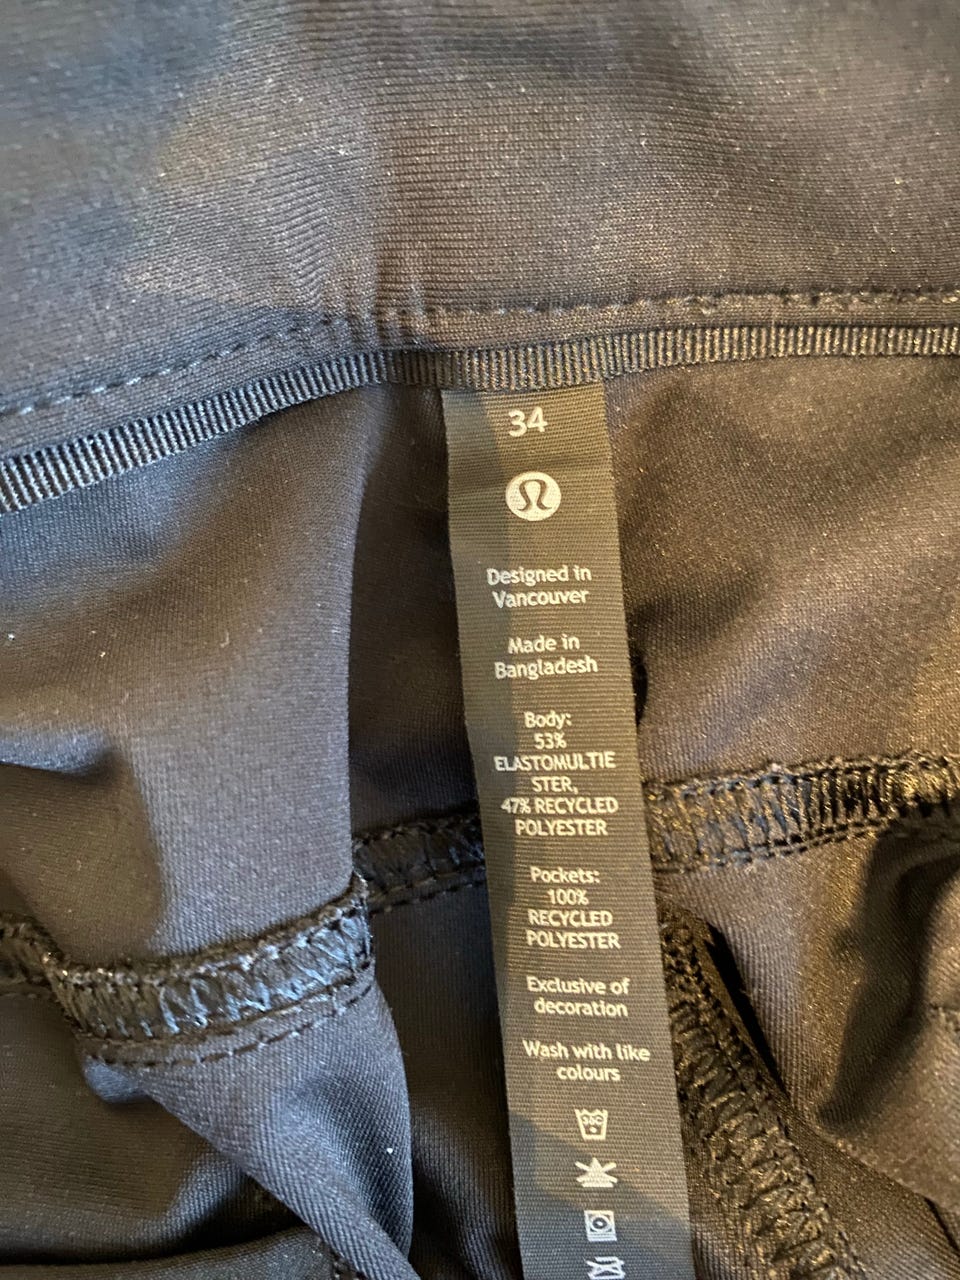 34
Designed in
Vancouver
Made in
Bangladesh
Body:
53%
ELASTOMULTIE
STER,
47% RECYCLED
POLYESTER
Pockets:
100%
RECYCLED
POLYESTER
Exclusive of
decoration
Wash with like
colours
30C